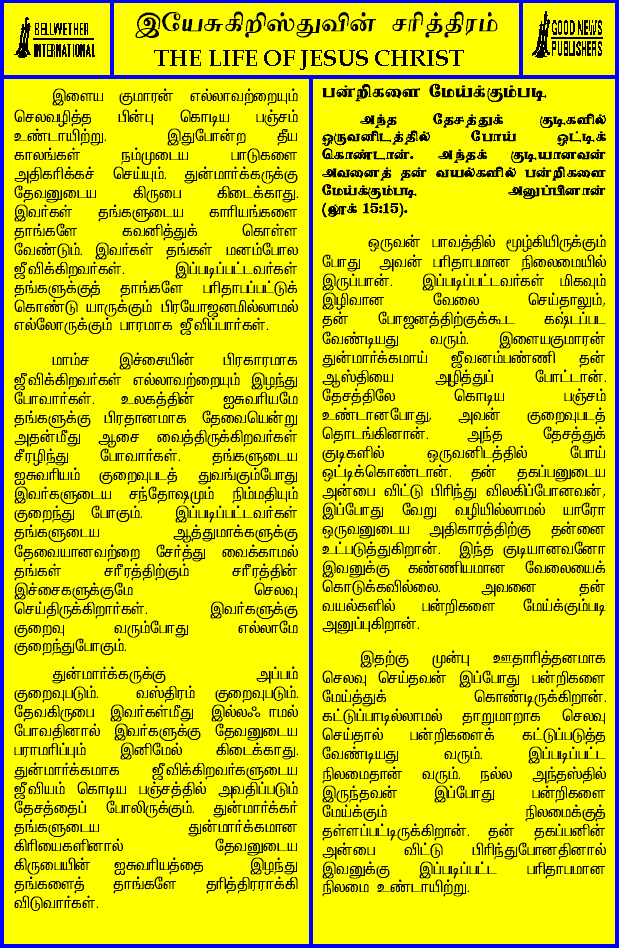 BELLWETHER
INTERNATIONAL
இயேசுகிறிஸ்துவின் சரித்திரம்
THE LIFE OF JESUS CHRIST
GOOD NEWS
PUBLISHERS
இளைய குமாரன் எல்லாவற்றையும்
செலவழித்த பின்பு கொடிய பஞ்சம்
உண்டாயிற்று. இதுபோன்ற தீய
காலங்கள் நம்முடைய பாடுகளை
அதிகரிக்கச் செய்யும். துன்மார்க்கருக்கு
தேவனுடைய கிருபை கிடைக்காது.
இவர்கள் தங்களுடைய காரியங்களை
தாங்களே கவனித்துக் கொள்ள
வேண்டும். இவர்கள் தங்கள் மனம்போல
ஜீவிக்கிறவர்கள். இப்படிப்பட்டவர்கள்
தங்களுக்குத் தாங்களே பரிதாபப்பட்டுக்
கொண்டு யாருக்கும் பிரயோஜனமில்லாமல்
எல்லோருக்கும் பாரமாக ஜீவிப்பார்கள்.
மாம்ச இச்சையின் பிரகாரமாக
ஜீவிக்கிறவர்கள் எல்லாவற்றையும் இழந்து
போவார்கள். உலகத்தின் ஐசுவரியமே
தங்களுக்கு பிரதானமாக தேவையென்று
அதன்மீது ஆசை வைத்திருக்கிறவர்கள்
சீரழிந்து போவார்கள். தங்களுடைய
ஐசுவரியம் குறைவுபடத் துவங்கும்போது
இவர்களுடைய சந்தோஷமும் நிம்மதியும்
குறைந்து போகும். இப்படிப்பட்டவர்கள்
தங்களுடைய ஆத்துமாக்களுக்கு
தேவையானவற்றை சேர்த்து வைக்காமல்
தங்கள் சரீரத்திற்கும் சரீரத்தின்
இச்சைகளுக்குமே செலவு
செய்திருக்கிறார்கள். இவர்களுக்கு
குறைவு வரும்போது எல்லாமே
குறைந்துபோகும்.
துன்மார்க்கருக்கு அப்பம்
குறைவுபடும். வஸ்திரம் குறைவுபடும்.
தேவகிருபை இவர்கள்மீது இல்லஃ ாமல்
போவதினால் இவர்களுக்கு தேவனுடைய
பராமரிப்பும் இனிமேல் கிடைக்காது.
துன்மார்க்கமாக ஜீவிக்கிறவர்களுடைய
ஜீவியம் கொடிய பஞ்சத்தில் அவதிப்படும்
தேசத்தைப் போலிருக்கும். துன்மார்க்கர்
தங்களுடைய துன்மார்க்கமான
கிரியைகளினால் தேவனுடைய
கிருபையின் ஐசுவரியத்தை இழந்து
தங்களைத் தாங்களே தரித்திரராக்கி
விடுவார்கள்.
பன்றிகளை மேய்க்கும்படி
அந்த தேசத்துக் குடிகளில்
ஒருவனிடத்தில் போய் ஒட்டிக்
கொண்டான். அந்தக் குடியானவன்
அவனைத் தன் வயல்களில் பன்றிகளை
மேய்க்கும்படி அனுப்பினான்
(லூக் 15:15).
ஒருவன் பாவத்தில் மூழ்கியிருக்கும்
போது அவன் பரிதாபமான நிலைமையில்
இருப்பான். இப்படிப்பட்டவர்கள் மிகவும்
இழிவான வேலை செய்தாலும்,
தன் போஜனத்திற்குக்கூட கஷ்டப்பட
வேண்டியது வரும். இளையகுமாரன்
துன்மார்க்கமாய் ஜீவனம்பண்ணி தன்
ஆஸ்தியை அழித்துப் போட்டான்.
தேசத்திலே கொடிய பஞ்சம்
உண்டானபோது, அவன் குறைவுபடத்
தொடங்கினான். அந்த தேசத்துக்
குடிகளில் ஒருவனிடத்தில் போய்
ஒட்டிக்கொண்டான். தன் தகப்பனுடைய
அன்பை விட்டு பிரிந்து விலகிப்போனவன்,
இப்போது வேறு வழியில்லாமல் யாரோ
ஒருவனுடைய அதிகாரத்திற்கு தன்னை
உட்படுத்துகிறான். இந்த குடியானவனோ
இவனுக்கு கண்ணியமான வேலையைக்
கொடுக்கவில்லை. அவனை தன்
வயல்களில் பன்றிகளை மேய்க்கும்படி
அனுப்புகிறான்.
இதற்கு முன்பு ஊதாரித்தனமாக
செலவு செய்தவன் இப்போது பன்றிகளை
மேய்த்துக் கொண்டிருக்கிறான்.
கட்டுப்பாடில்லாமல் தாறுமாறாக செலவு
செய்தால் பன்றிகளைக் கட்டுப்படுத்த
வேண்டியது வரும். இப்படிப்பட்ட
நிலமைதான் வரும். நல்ல அந்தஸ்தில்
இருந்தவன் இப்போது பன்றிகளை
மேய்க்கும் நிலமைக்குத்
தள்ளப்பட்டிருக்கிறான். தன் தகப்பனின்
அன்பை விட்டு பிரிந்துபோனதினால்
இவனுக்கு இப்படிப்பட்ட பரிதாபமான
நிலமை உண்டாயிற்று.